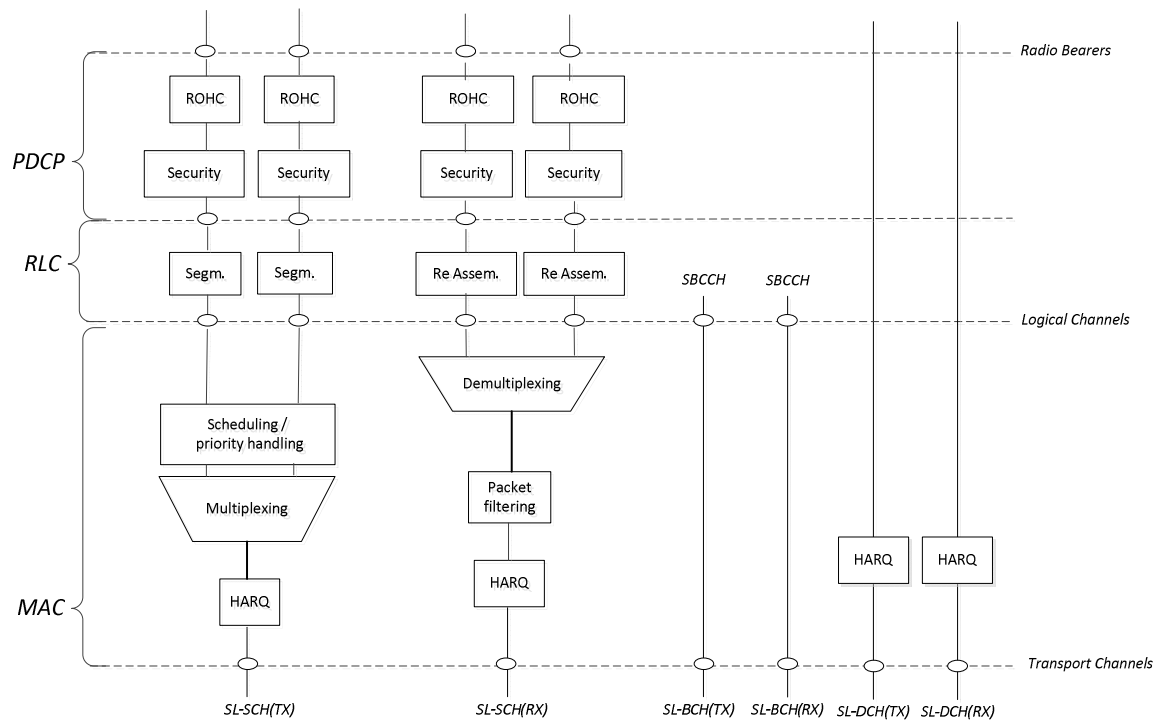 Radio Bearers
ROHC ROHC ROHC ROHC
PDCP
Security Security Security Security
RLC
Segm. Segm. Re Assem. Re Assem.
SBCCH SBCCH
Logical Channels
Demultiplexing
Scheduling /
priority handling
Packet
filtering
Multiplexing
HARQ HARQ
HARQ
MAC
HARQ
Transport Channels
SL-SCH(TX) SL-SCH(RX) SL-BCH(TX) SL-BCH(RX) SL-DCH(TX) SL-DCH(RX)